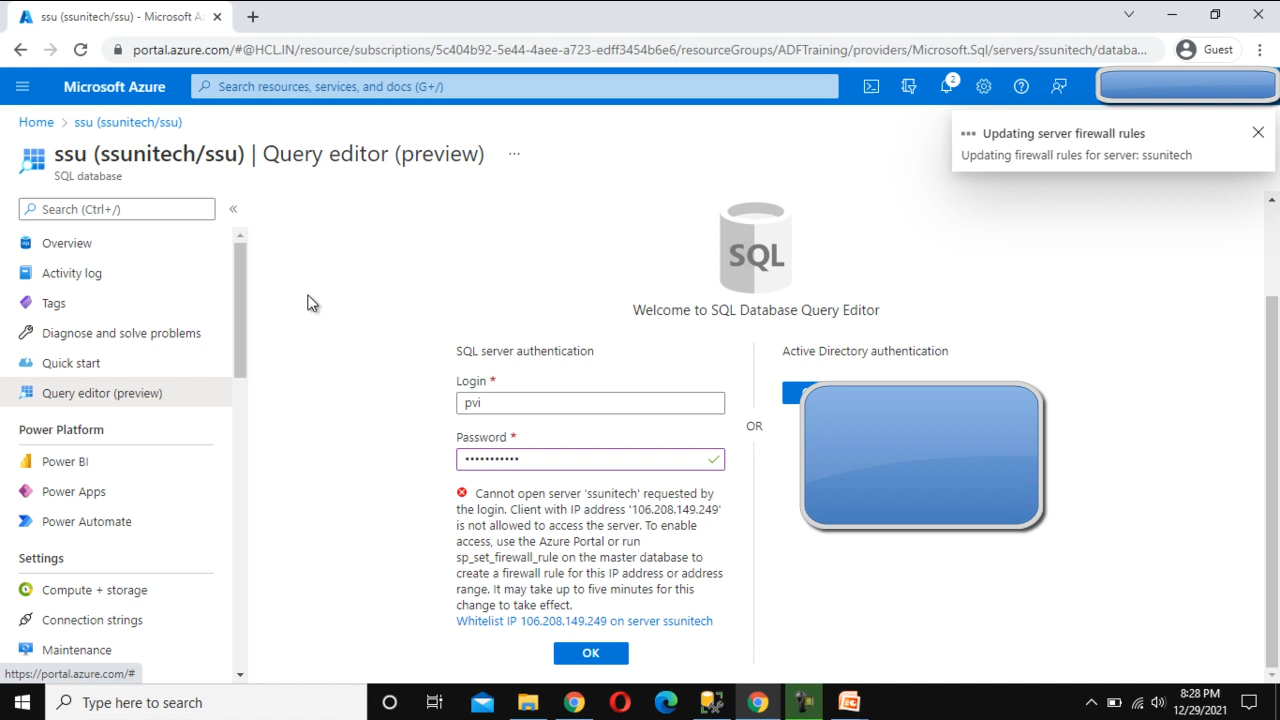 ssu (ssunitech/ssu) - Microsoft A
portal.azure.com/#@HCL.IN/resource/subscriptions/5c404b92-5e44-4aee-a723-edff3454b6e6/resourceGroups/ADFTraining/providers/Microsoft.Sql/servers/ssunitech/databa...
Guest
Microsoft Azure
Search resources, services, and docs (G+/)
2
Home > ssu (ssunitech/ssu)
Updating server firewall rules
Updating firewall rules for server: ssunitech
ssu (ssunitech/ssu) | Query editor (preview) ...
SQL database
Search (Ctrl+/)
«
Overview
Activity log
Tags
Diagnose and solve problems
Quick start
Query editor (preview)
Power Platform
Power BI
Power Apps
Power Automate
Settings
Compute + storage
Connection strings
Maintenance
SQL
Welcome to SQL Database Query Editor
SQL server authentication
Login *
pvi
Password *
•••••••••••
Cannot open server 'ssunitech' requested by
the login. Client with IP address '106.208.149.249'
is not allowed to access the server. To enable
access, use the Azure Portal or run
sp_set_firewall_rule on the master database to
create a firewall rule for this IP address or address
range. It may take up to five minutes for this
change to take effect.
Whitelist IP 106.208.149.249 on server ssunitech
OK
OR
Active Directory authentication
https://portal.azure.com/#
Type here to search
8:28 PM
12/29/2021